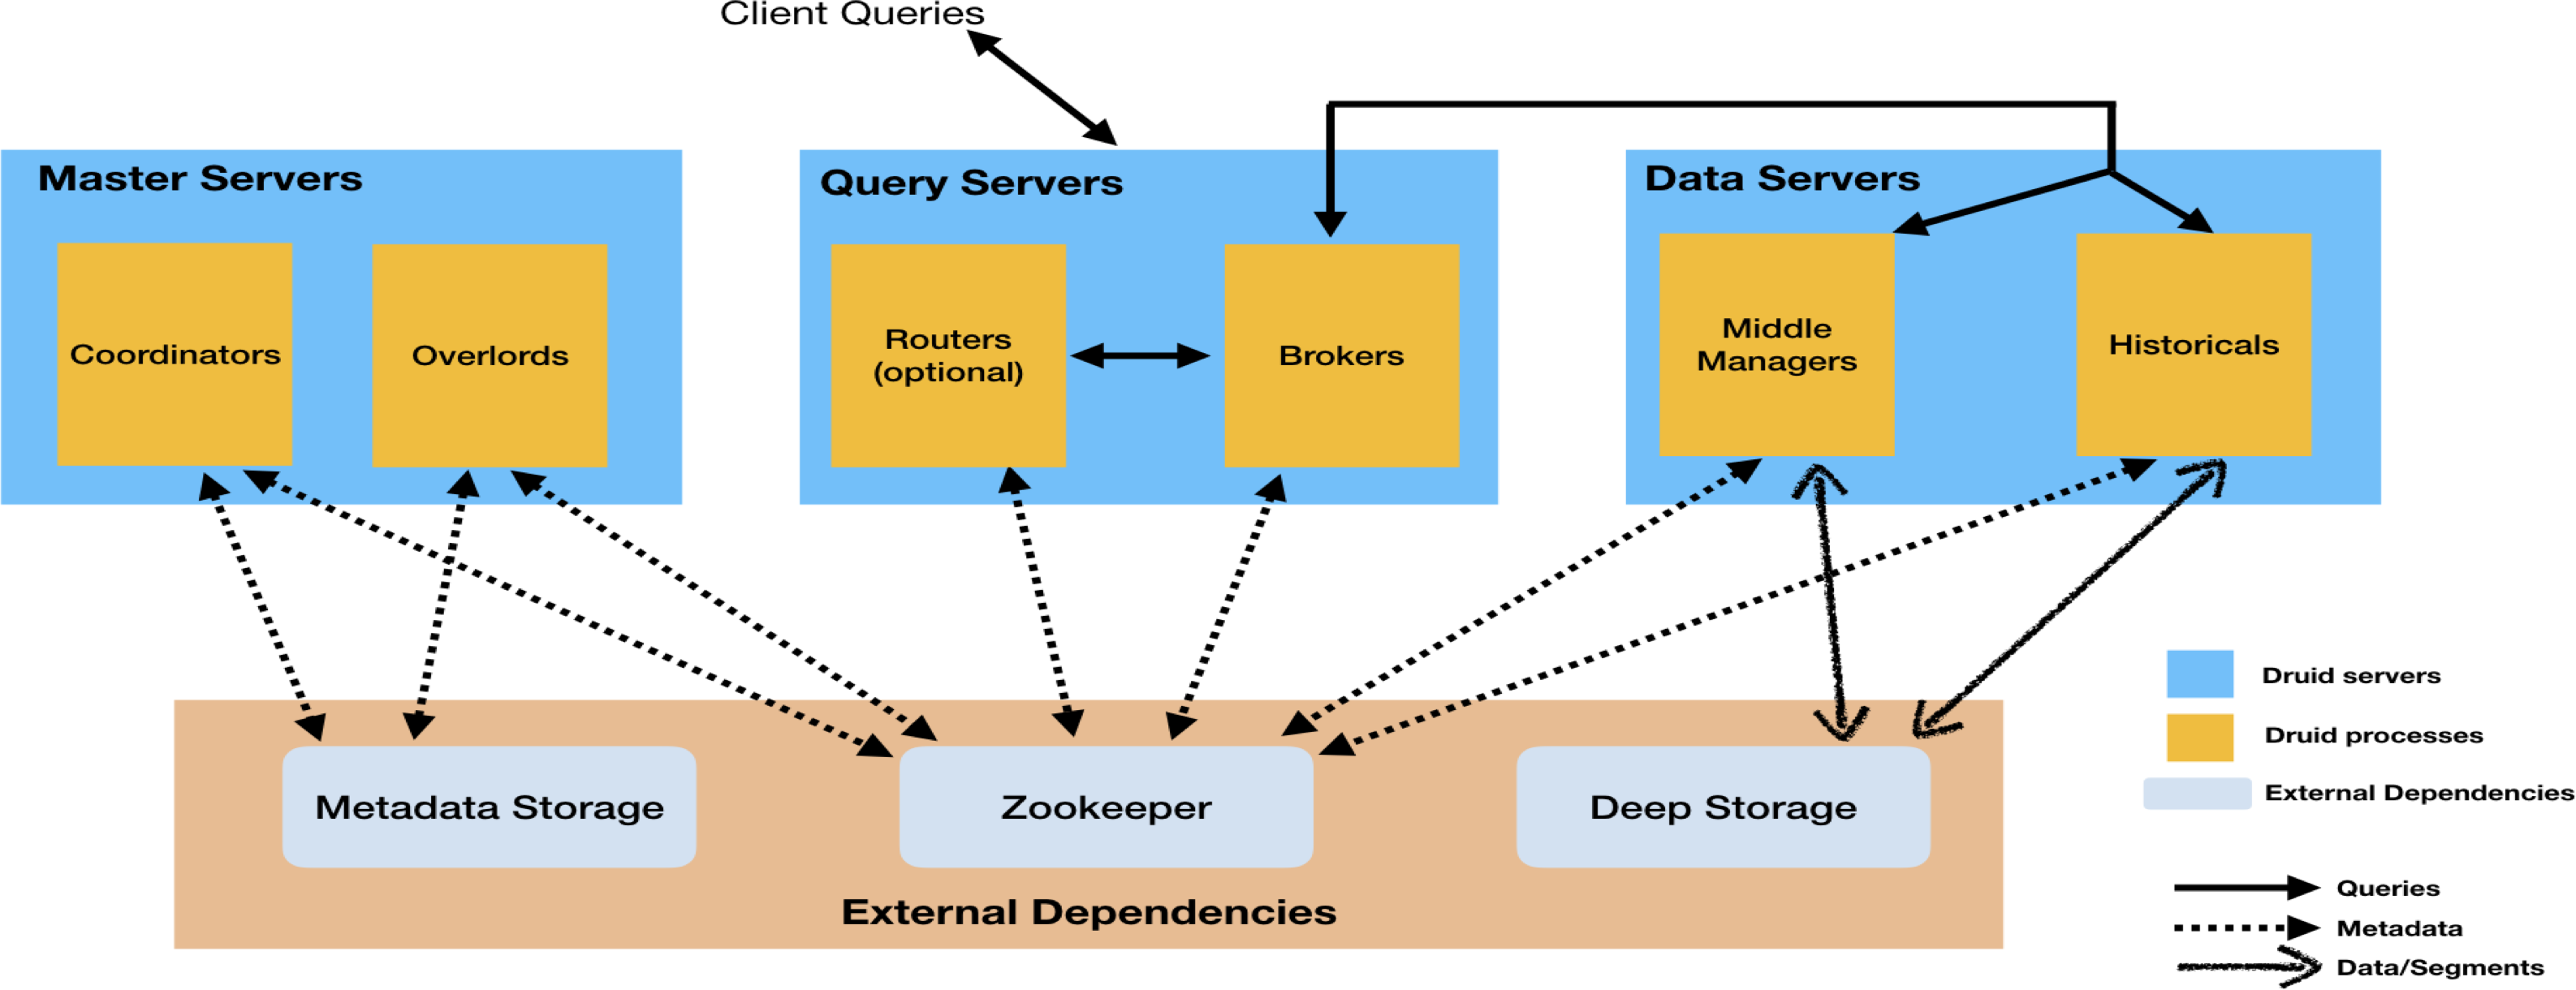 Client Queries
Master Servers
Coordinators
Overlords
Query Servers
Routers
(optional)
Brokers
Data Servers
Middle
Managers
Historicals
Metadata Storage
Zookeeper
Deep Storage
External Dependencies
Druid servers
Druid processes
External Dependencies
Queries
Metadata
Data/Segments